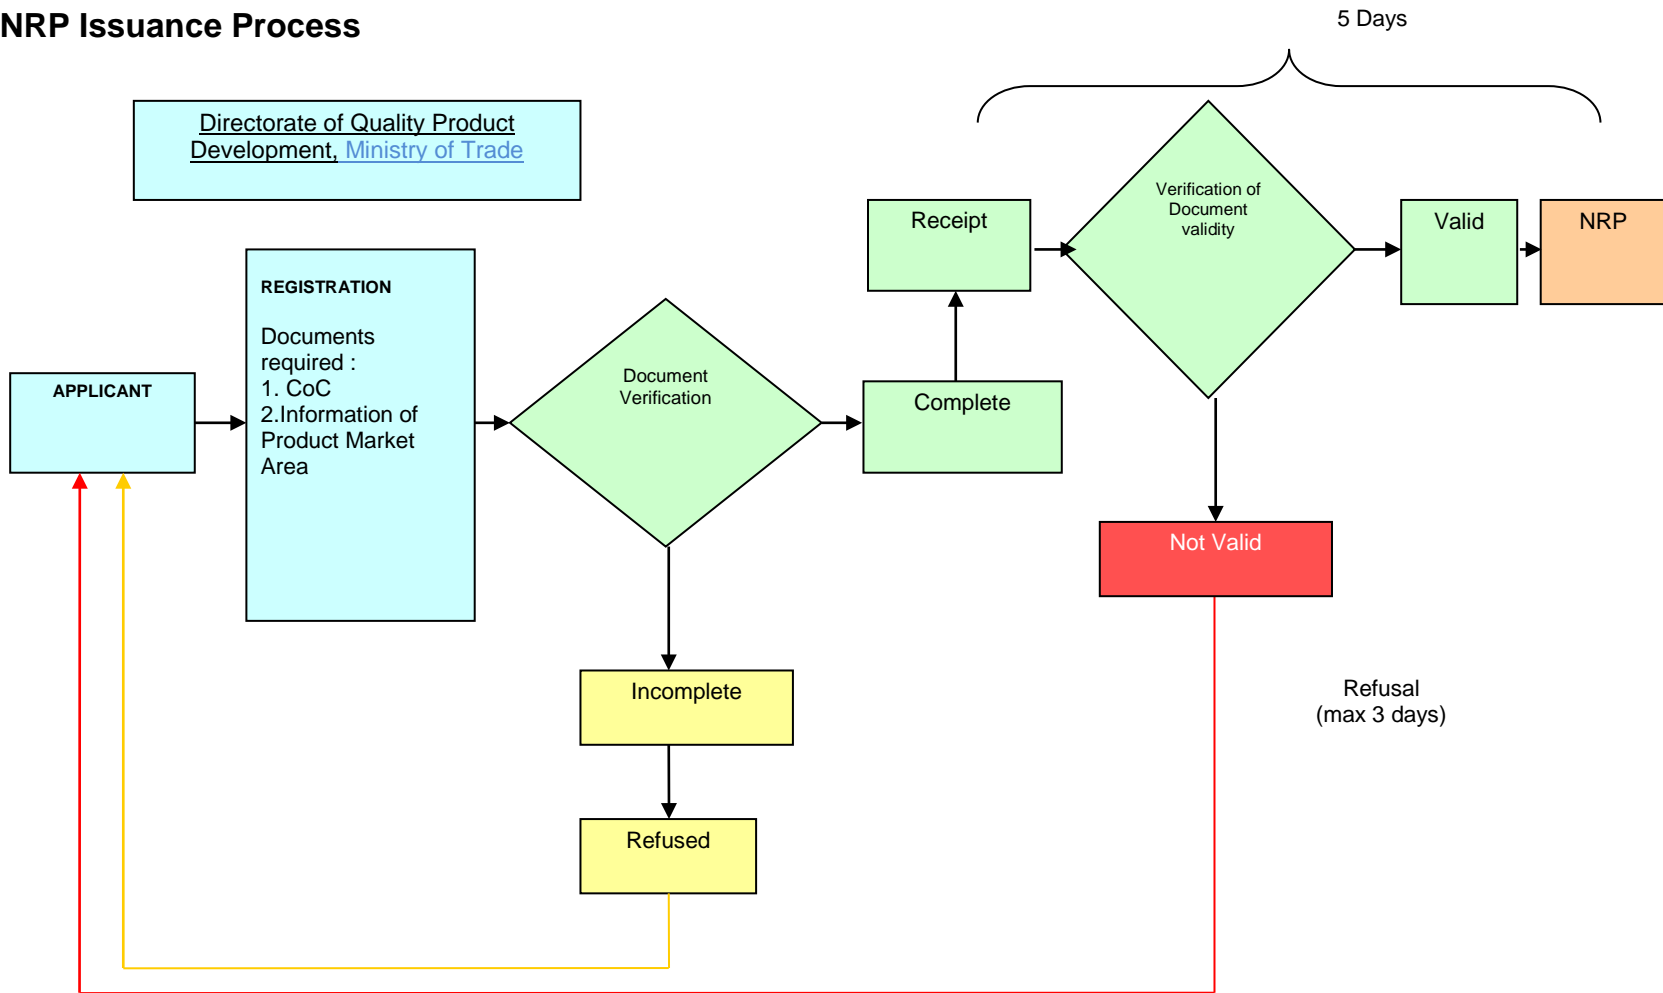 NRP Issuance Process
5 Days
Directorate of Quality Product
Development, Ministry of Trade
Verification of
Document
validity
Receipt
Valid
NRP
REGISTRATION
Documents
required :
1. CoC
2.Information of
Product Market
Area
APPLICANT
Document
Verification
Complete
Not Valid
Incomplete
Refusal
(max 3 days)
Refused